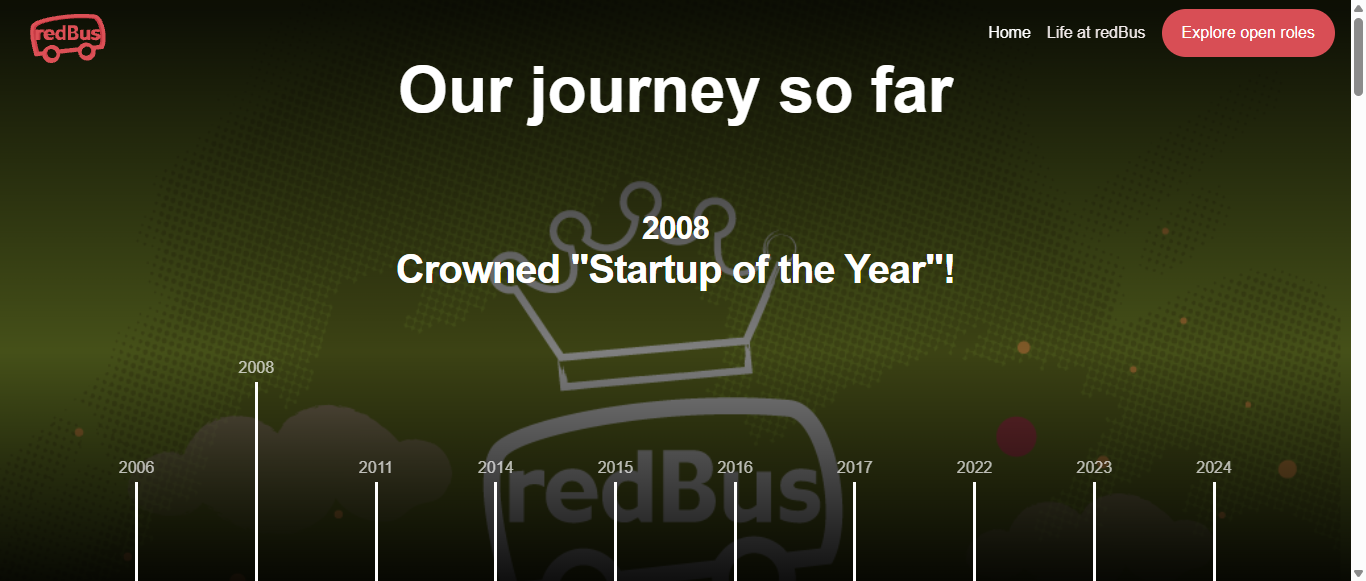 redBus
Home Life at redBus Explore open roles
Our journey so far
2008
Crowned "Startup of the Year"!
2008
2006 2011 2014 2015 2016 2017 2022 2023 2024
redBus